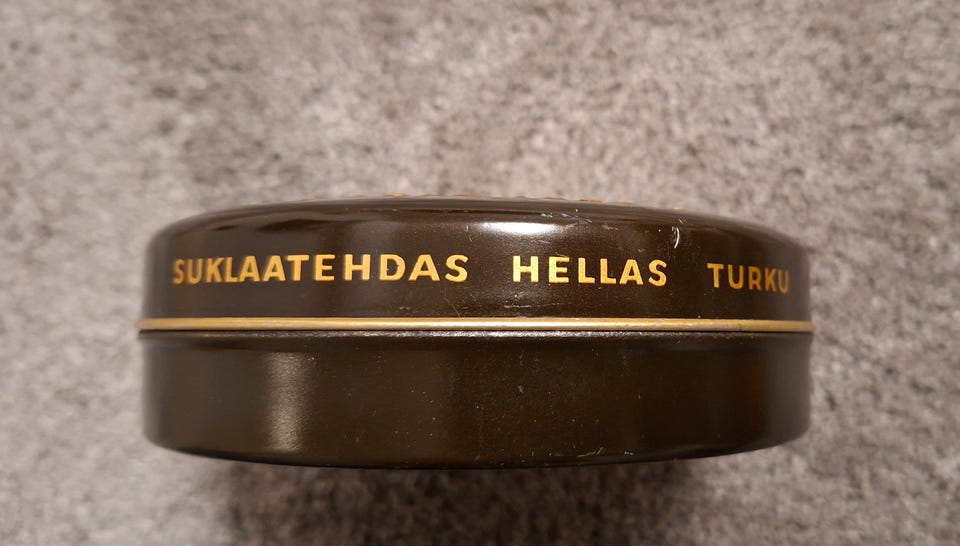 SUKLAATEHDAS HELLAS TURKU